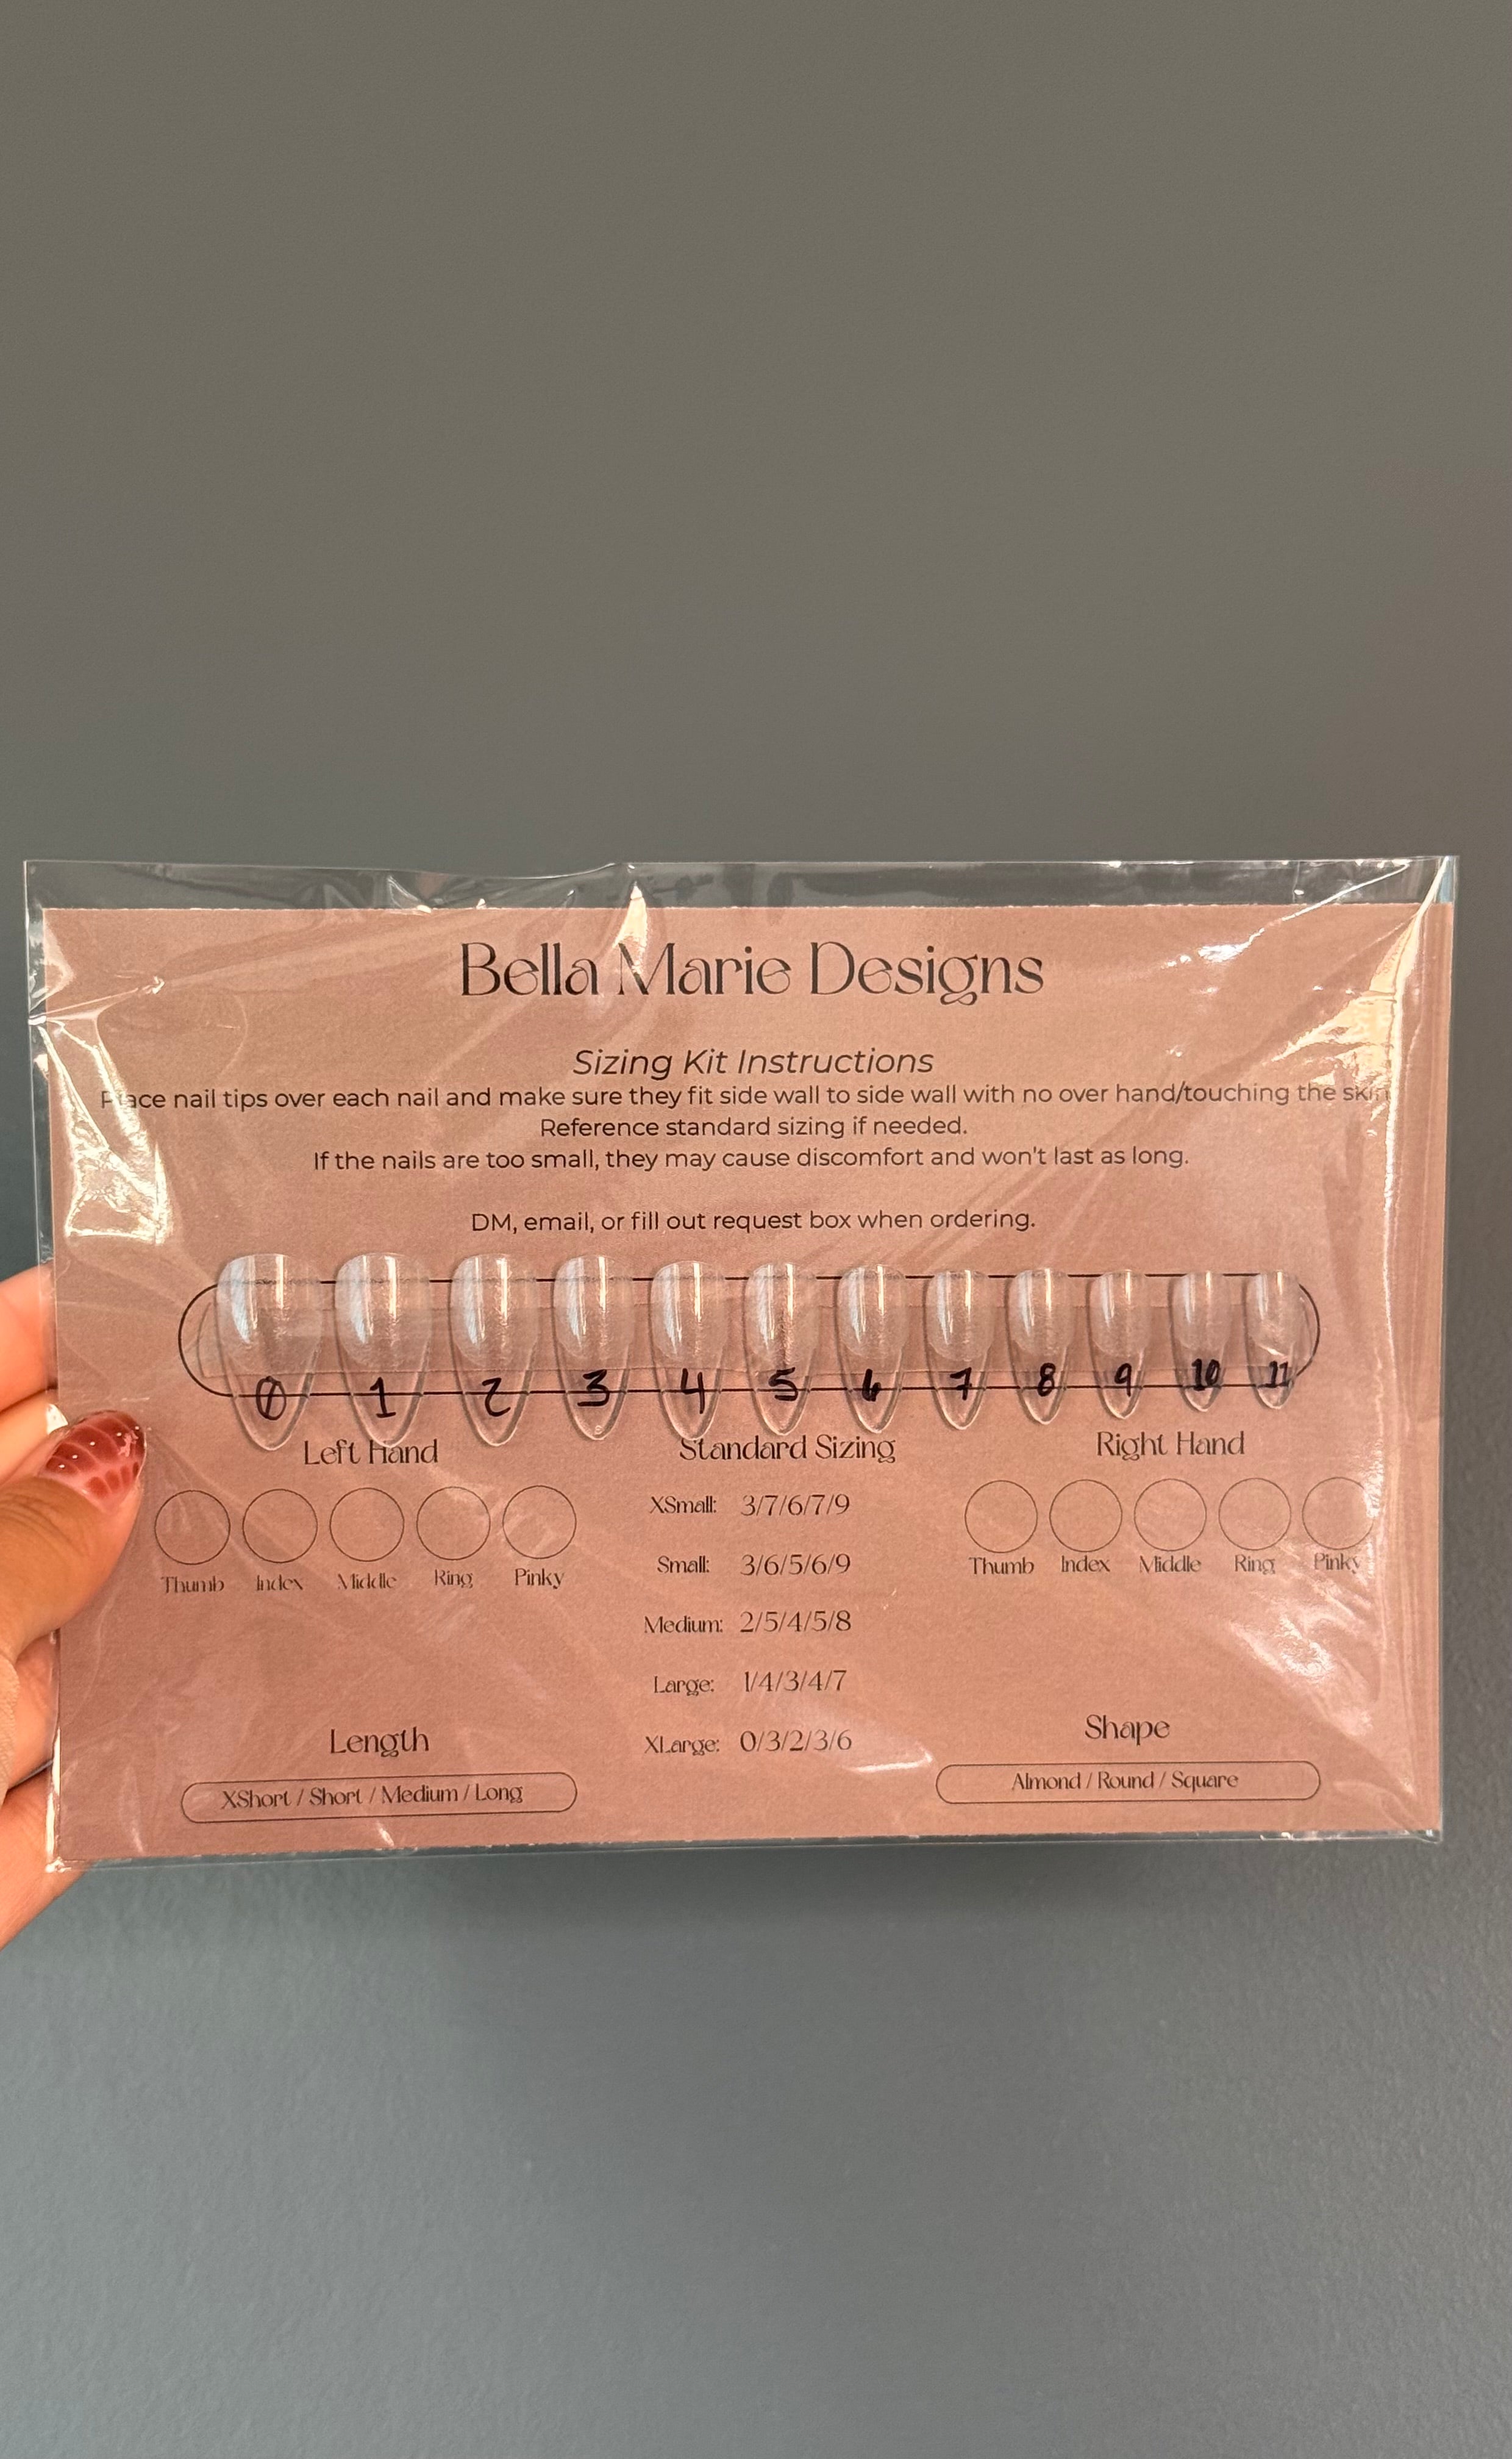 Bella Marie Designs
Sizing Kit Instructions
Place nail tips over each nail and make sure they fit side wall to side wall with no over hand/touching the skin
Reference standard sizing if needed.
If the nails are too small, they may cause discomfort and won't last as long.
DM, email, or fill out request box when ordering.
0 1 2 3 4 5 6 7 8 9 10 11
Left Hand
Thumb Index Middle Ring Pinky
Standard Sizing
XSmall: 3/7/6/7/9
Small: 3/6/5/6/9
Medium: 2/5/4/5/8
Large: 1/4/3/4/7
XLarge: 0/3/2/3/6
Right Hand
Thumb Index Middle Ring Pinky
Length
XShort / Short / Medium / Long
Shape
Almond / Round / Square